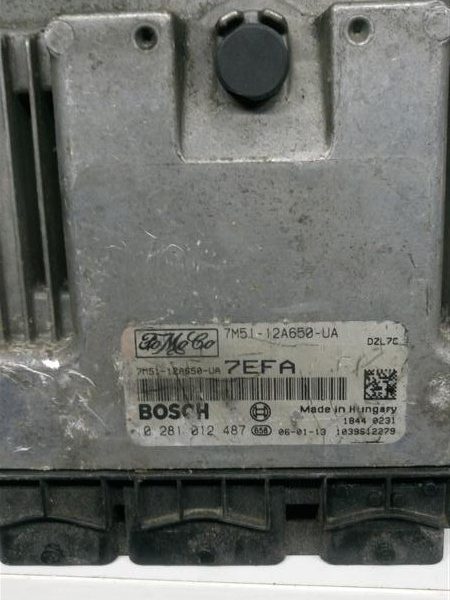 FoMoCo 7M51-12A650-UA
DZL7C
7M51-12A650-UA 7EFA
BOSCH Made in Hungary
1844 0231
0 281 012 487 656 06-01-13 1039S12279